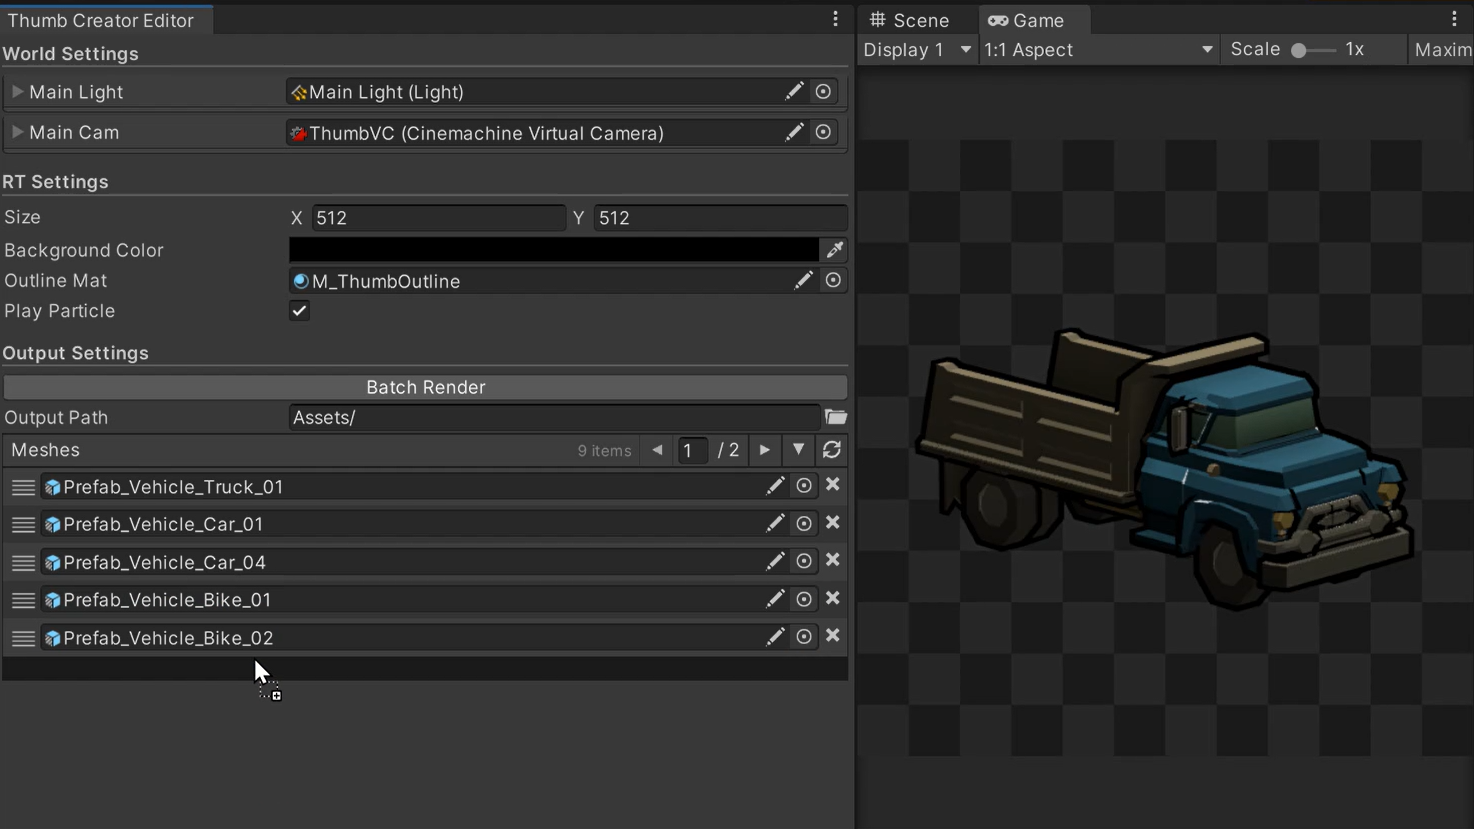 Thumb Creator Editor
World Settings
Main Light
Main Light (Light)
Main Cam
ThumbVC (Cinemachine Virtual Camera)
RT Settings
Size
X 512
Y 512
Background Color
Outline Mat
M_ThumbOutline
Play Particle
Output Settings
Batch Render
Output Path
Assets/
Meshes
9 items
1 / 2
Prefab_Vehicle_Truck_01
Prefab_Vehicle_Car_01
Prefab_Vehicle_Car_04
Prefab_Vehicle_Bike_01
Prefab_Vehicle_Bike_02
Scene
Game
Display 1
1:1 Aspect
Scale
1x
Maxim